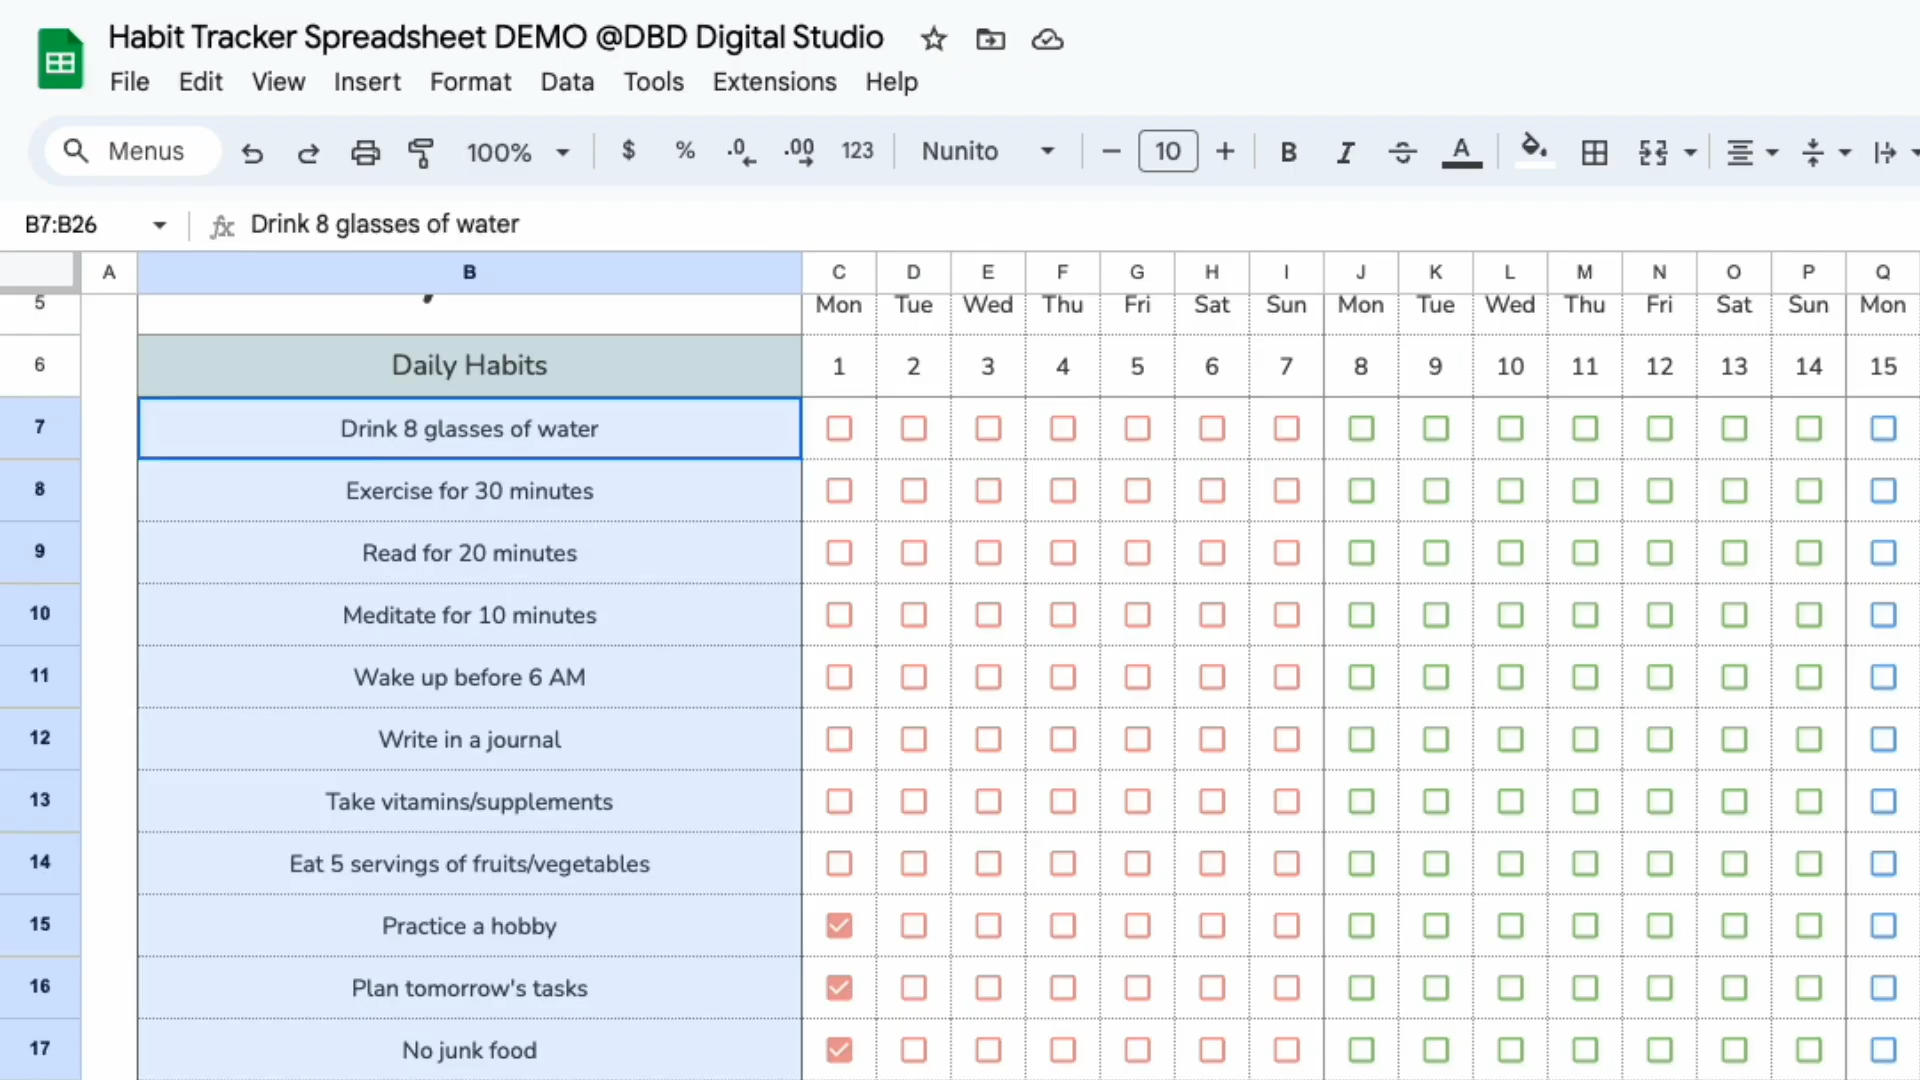 Habit Tracker Spreadsheet DEMO @DBD Digital Studio
File Edit View Insert Format Data Tools Extensions Help
Menus 100% $ % .0 .00 123 Nunito 10 B I S A
B7:B26 fx Drink 8 glasses of water
A B C D E F G H I J K L M N O P Q
5 Mon Tue Wed Thu Fri Sat Sun Mon Tue Wed Thu Fri Sat Sun Mon
6 Daily Habits 1 2 3 4 5 6 7 8 9 10 11 12 13 14 15
7 Drink 8 glasses of water
8 Exercise for 30 minutes
9 Read for 20 minutes
10 Meditate for 10 minutes
11 Wake up before 6 AM
12 Write in a journal
13 Take vitamins/supplements
14 Eat 5 servings of fruits/vegetables
15 Practice a hobby
16 Plan tomorrow's tasks
17 No junk food